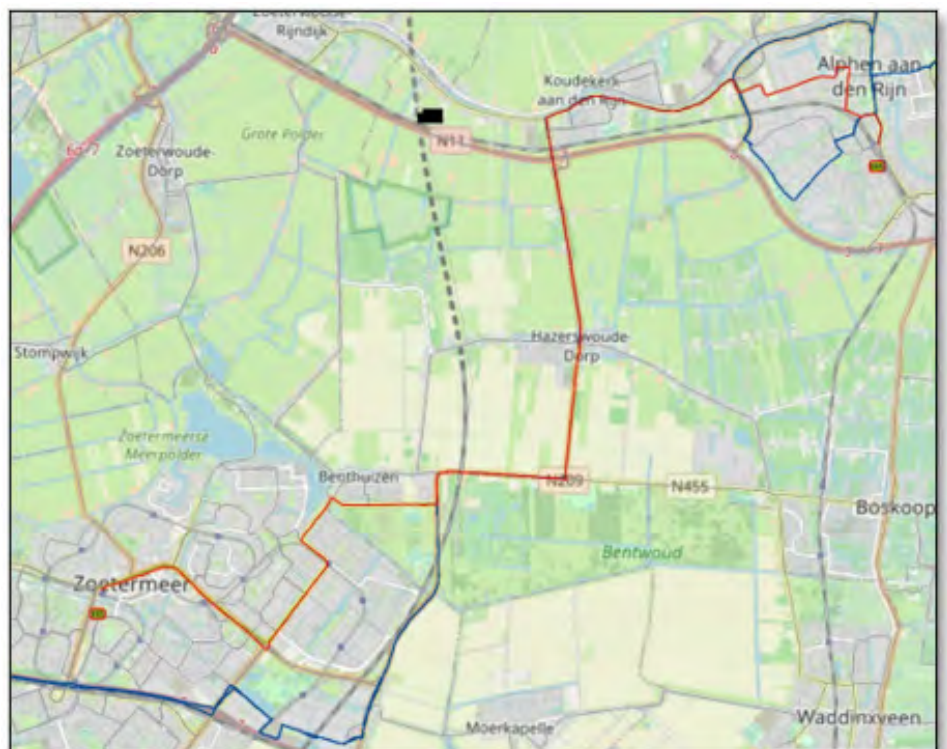 Zoeterwoude-
Rijndijk
Koudekerk
aan den Rijn
Alphen aan
den Rijn
Grote Polder
N11
Zoeterwoude-
Dorp
N206
Stompwijk
Hazerswoude-
Dorp
Zoetermeerse
Meerpolder
Benthuizen
N209
N455
Boskoop
Bentwoud
Zoetermeer
Moerkapelle
Waddinxveen